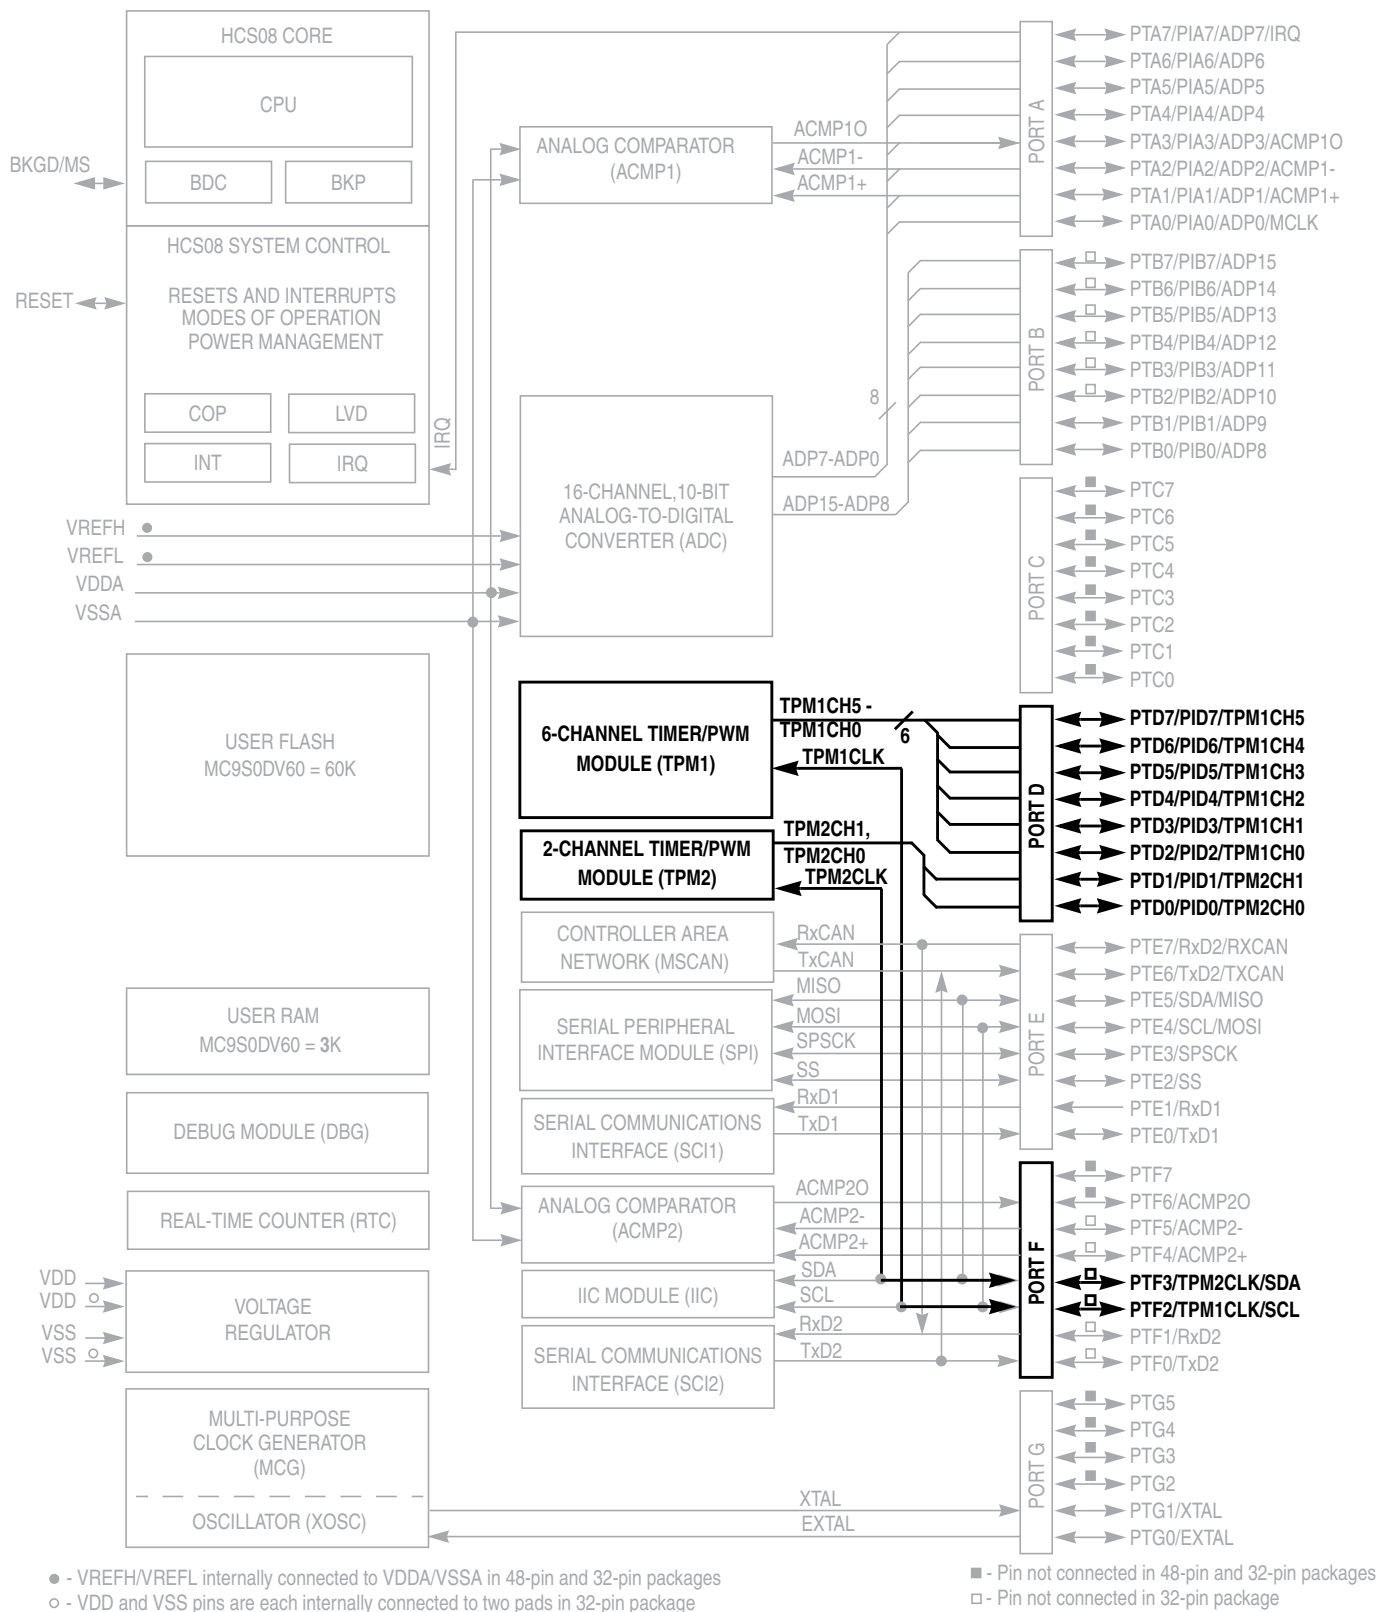 HCS08 CORE
CPU
BDC
BKP
BKGD/MS
HCS08 SYSTEM CONTROL
RESETS AND INTERRUPTS
MODES OF OPERATION
POWER MANAGEMENT
RESET
COP
LVD
INT
IRQ
IRQ
VREFH
VREFL
VDDA
VSSA
USER FLASH
MC9S0DV60 = 60K
USER RAM
MC9S0DV60 = 3K
DEBUG MODULE (DBG)
REAL-TIME COUNTER (RTC)
VDD
VDD
VSS
VSS
VOLTAGE
REGULATOR
MULTI-PURPOSE
CLOCK GENERATOR
(MCG)
OSCILLATOR (XOSC)
ANALOG COMPARATOR
(ACMP1)
ACMP1O
ACMP1-
ACMP1+
16-CHANNEL,10-BIT
ANALOG-TO-DIGITAL
CONVERTER (ADC)
8
ADP7-ADP0
ADP15-ADP8
6-CHANNEL TIMER/PWM
MODULE (TPM1)
TPM1CH5 -
TPM1CH0
6
TPM1CLK
2-CHANNEL TIMER/PWM
MODULE (TPM2)
TPM2CH1,
TPM2CH0
TPM2CLK
CONTROLLER AREA
NETWORK (MSCAN)
RxCAN
TxCAN
SERIAL PERIPHERAL
INTERFACE MODULE (SPI)
MISO
MOSI
SPSCK
SS
SERIAL COMMUNICATIONS
INTERFACE (SCI1)
RxD1
TxD1
ANALOG COMPARATOR
(ACMP2)
ACMP2O
ACMP2-
ACMP2+
IIC MODULE (IIC)
SDA
SCL
SERIAL COMMUNICATIONS
INTERFACE (SCI2)
RxD2
TxD2
XTAL
EXTAL
PORT A
PTA7/PIA7/ADP7/IRQ
PTA6/PIA6/ADP6
PTA5/PIA5/ADP5
PTA4/PIA4/ADP4
PTA3/PIA3/ADP3/ACMP1O
PTA2/PIA2/ADP2/ACMP1-
PTA1/PIA1/ADP1/ACMP1+
PTA0/PIA0/ADP0/MCLK
PORT B
PTB7/PIB7/ADP15
PTB6/PIB6/ADP14
PTB5/PIB5/ADP13
PTB4/PIB4/ADP12
PTB3/PIB3/ADP11
PTB2/PIB2/ADP10
PTB1/PIB1/ADP9
PTB0/PIB0/ADP8
PORT C
PTC7
PTC6
PTC5
PTC4
PTC3
PTC2
PTC1
PTC0
PORT D
PTD7/PID7/TPM1CH5
PTD6/PID6/TPM1CH4
PTD5/PID5/TPM1CH3
PTD4/PID4/TPM1CH2
PTD3/PID3/TPM1CH1
PTD2/PID2/TPM1CH0
PTD1/PID1/TPM2CH1
PTD0/PID0/TPM2CH0
PORT E
PTE7/RxD2/RXCAN
PTE6/TxD2/TXCAN
PTE5/SDA/MISO
PTE4/SCL/MOSI
PTE3/SPSCK
PTE2/SS
PTE1/RxD1
PTE0/TxD1
PORT F
PTF7
PTF6/ACMP2O
PTF5/ACMP2-
PTF4/ACMP2+
PTF3/TPM2CLK/SDA
PTF2/TPM1CLK/SCL
PTF1/RxD2
PTF0/TxD2
PORT G
PTG5
PTG4
PTG3
PTG2
PTG1/XTAL
PTG0/EXTAL
● - VREFH/VREFL internally connected to VDDA/VSSA in 48-pin and 32-pin packages
○ - VDD and VSS pins are each internally connected to two pads in 32-pin package
■ - Pin not connected in 48-pin and 32-pin packages
□ - Pin not connected in 32-pin package